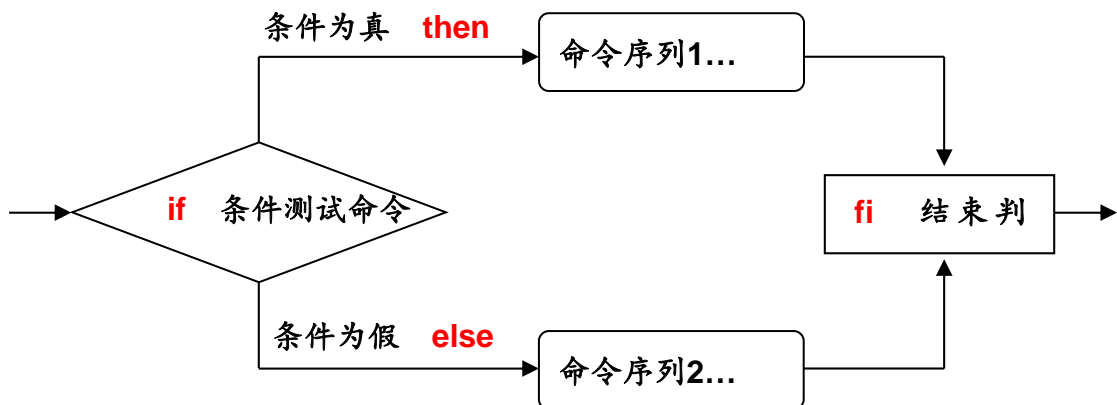 条件为真 then
命令序列1…
if 条件测试命令
fi 结束判
条件为假 else
命令序列2…